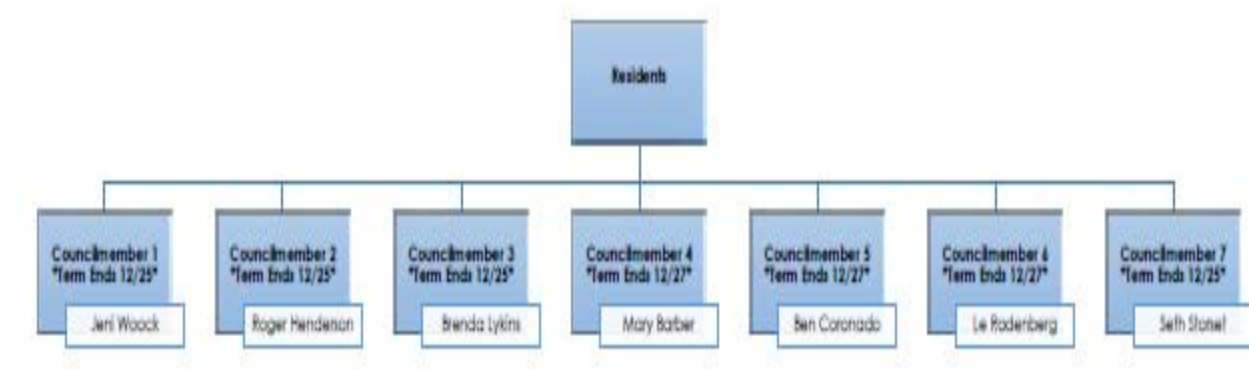 Residents
Councilmember 1
*Term Ends 12/25*
Jeni Woock
Councilmember 2
*Term Ends 12/25*
Roger Henderson
Councilmember 3
*Term Ends 12/25*
Brenda Lykins
Councilmember 4
*Term Ends 12/27*
Mary Barber
Councilmember 5
*Term Ends 12/27*
Ben Coronado
Councilmember 6
*Term Ends 12/27*
Le Rodenberg
Councilmember 7
*Term Ends 12/25*
Seth